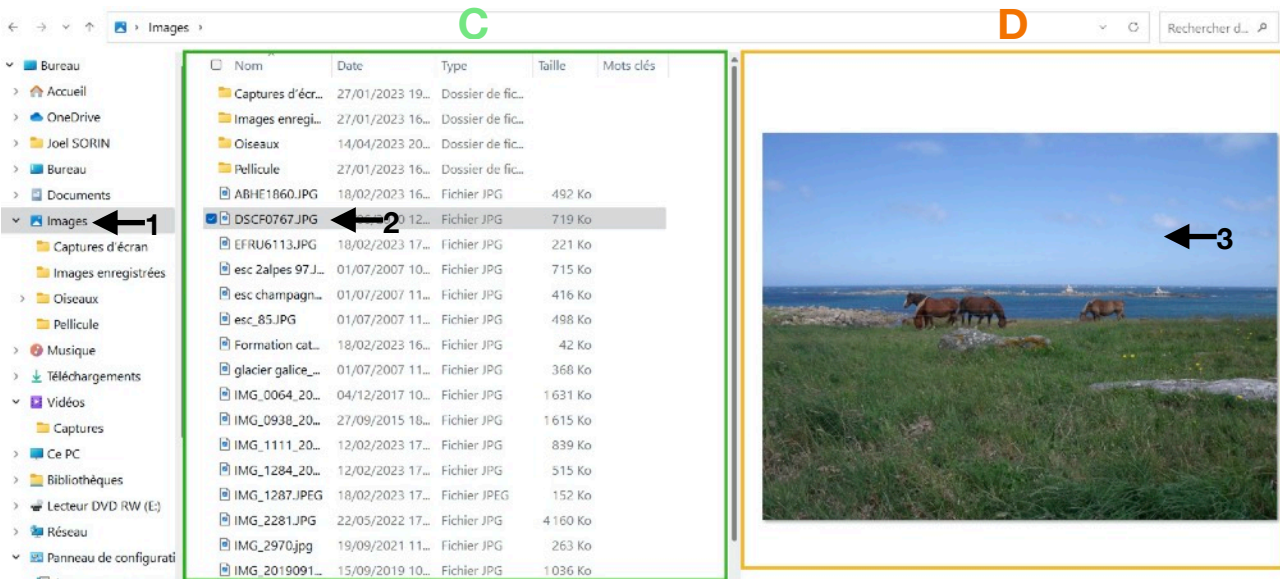 C D
Images Rechercher d...
Bureau
Accueil
OneDrive
Joel SORIN
Bureau
Documents
Images 1
Captures d'écran
Images enregistrées
Oiseaux
Pellicule
Musique
Téléchargements
Vidéos
Captures
Ce PC
Bibliothèques
Lecteur DVD RW (E:)
Réseau
Panneau de configurati
Nom Date Type Taille Mots clés
Captures d'écr... 27/01/2023 19... Dossier de fic...
Images enregi... 27/01/2023 16... Dossier de fic...
Oiseaux 14/04/2023 20... Dossier de fic...
Pellicule 27/01/2023 16... Dossier de fic...
ABHE1860.JPG 18/02/2023 16... Fichier JPG 492 Ko
DSCF0767.JPG 2 12... Fichier JPG 719 Ko
EFRU6113.JPG 18/02/2023 17... Fichier JPG 221 Ko
esc 2alpes 97.J... 01/07/2007 10... Fichier JPG 715 Ko
esc champagn... 01/07/2007 11... Fichier JPG 416 Ko
esc_85.JPG 01/07/2007 11... Fichier JPG 498 Ko
Formation cat... 18/02/2023 16... Fichier JPG 42 Ko
glacier galice_... 01/07/2007 11... Fichier JPG 368 Ko
IMG_0064_20... 04/12/2017 10... Fichier JPG 1 631 Ko
IMG_0938_20... 27/09/2015 18... Fichier JPG 1 615 Ko
IMG_1111_20... 12/02/2023 17... Fichier JPG 839 Ko
IMG_1284_20... 12/02/2023 17... Fichier JPG 515 Ko
IMG_1287.JPEG 18/02/2023 17... Fichier JPEG 152 Ko
IMG_2281.JPG 22/05/2022 17... Fichier JPG 4 160 Ko
IMG_2970.jpg 19/09/2021 11... Fichier JPG 263 Ko
IMG_2019091... 15/09/2019 10... Fichier JPG 1 036 Ko
3